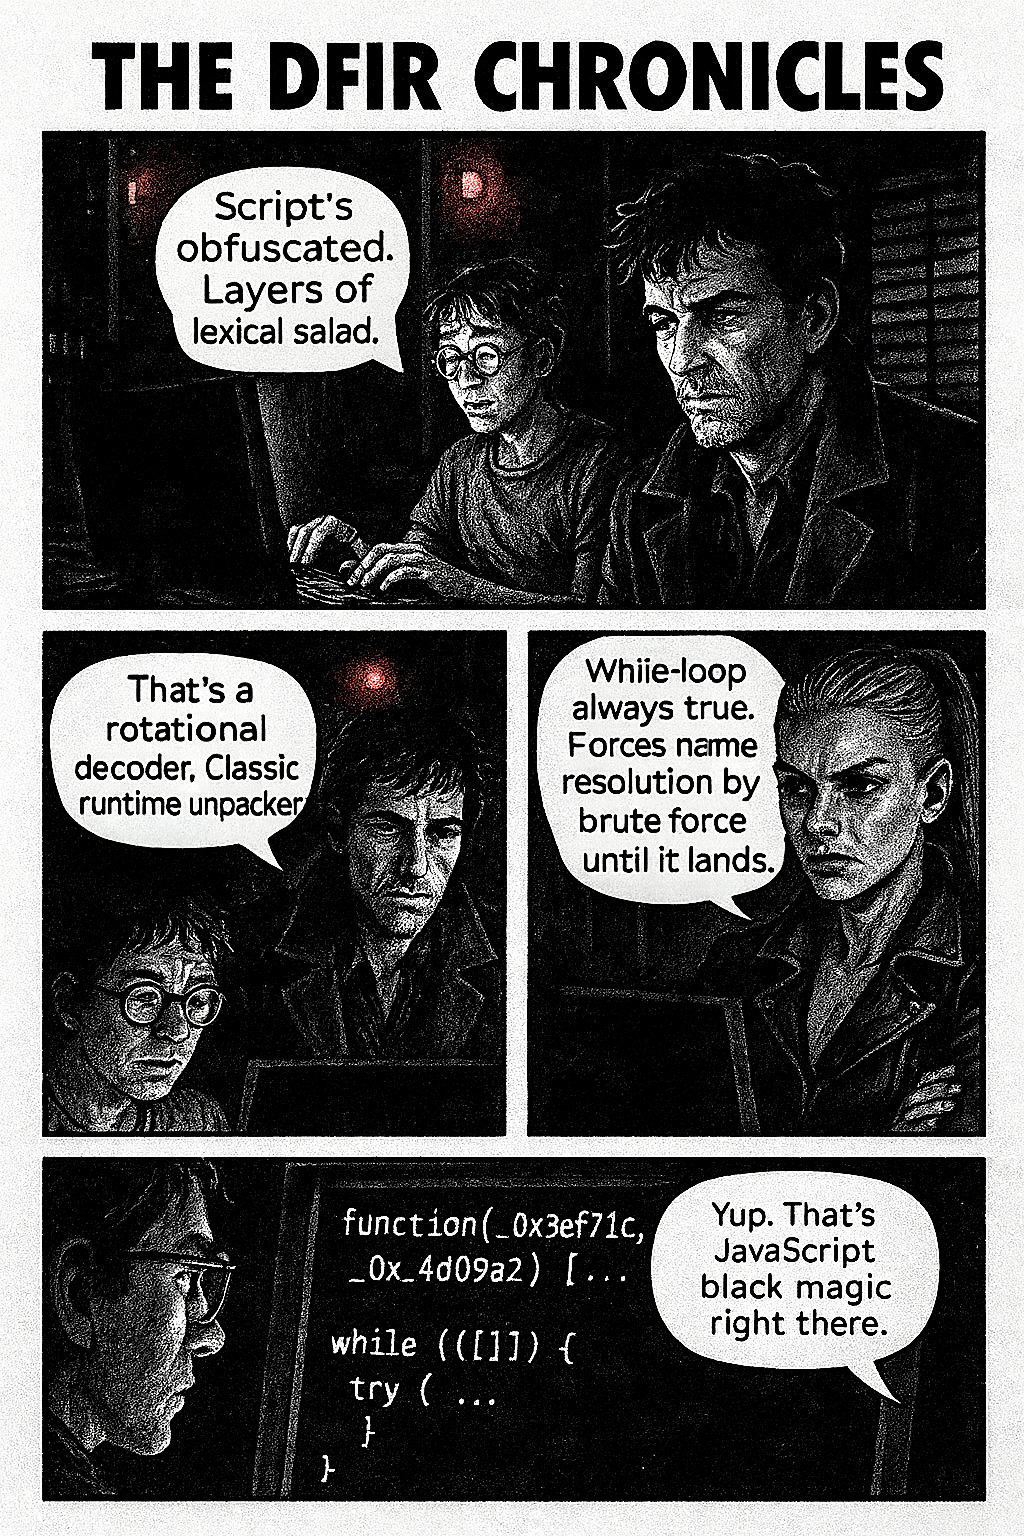 THE DFIR CHRONICLES
Script's
obfuscated.
Layers of
lexical salad.
That's a
rotational
decoder, Classic
runtime unpacker
Whiie-loop
always true.
Forces name
resolution by
brute force
until it lands.
function(_0x3ef71c,
_0x_4d09a2) [...
while (([]]) {
try ( ...
}
}
Yup. That's
JavaScript
black magic
right there.